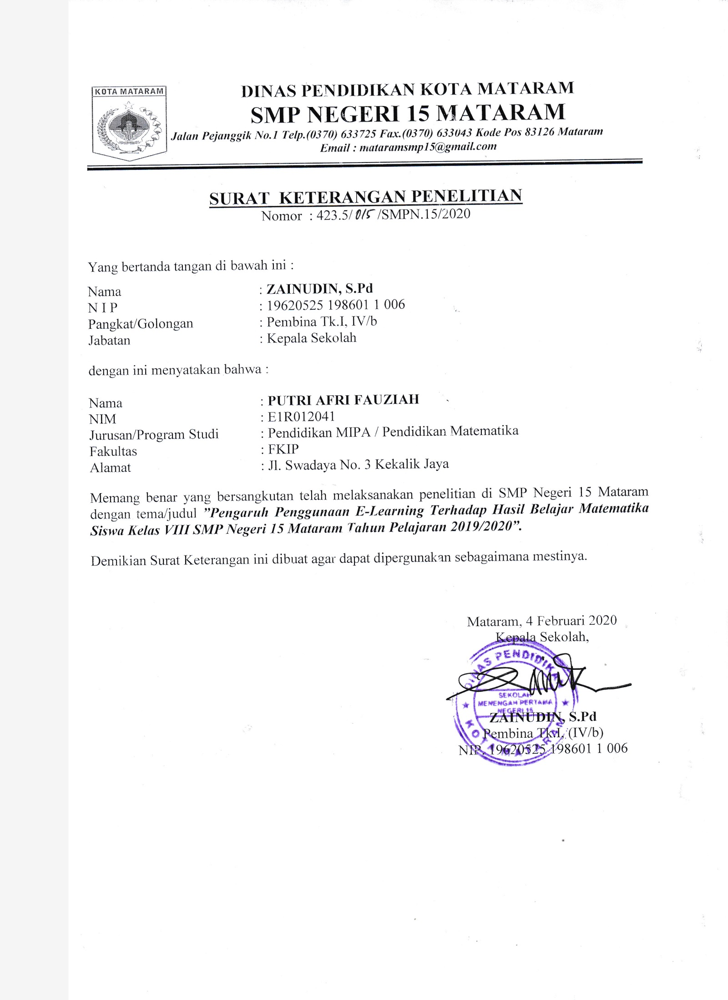 KOTA MATARAM
DINAS PENDIDIKAN KOTA MATARAM
SMP NEGERI 15 MATARAM
Jalan Pejanggik No.1 Telp.(0370) 633725 Fax.(0370) 633043 Kode Pos 83126 Mataram
Email : mataramsmp15@gmail.com
SURAT KETERANGAN PENELITIAN
Nomor : 423.5/ 015 /SMPN.15/2020
Yang bertanda tangan di bawah ini :
Nama : ZAINUDIN, S.Pd
N I P : 19620525 198601 1 006
Pangkat/Golongan : Pembina Tk.I, IV/b
Jabatan : Kepala Sekolah
dengan ini menyatakan bahwa :
Nama : PUTRI AFRI FAUZIAH
NIM : E1R012041
Jurusan/Program Studi : Pendidikan MIPA / Pendidikan Matematika
Fakultas : FKIP
Alamat : Jl. Swadaya No. 3 Kekalik Jaya
Memang benar yang bersangkutan telah melaksanakan penelitian di SMP Negeri 15 Mataram
dengan tema/judul ”Pengaruh Penggunaan E-Learning Terhadap Hasil Belajar Matematika
Siswa Kelas VIII SMP Negeri 15 Mataram Tahun Pelajaran 2019/2020”.
Demikian Surat Keterangan ini dibuat agar dapat dipergunakan sebagaimana mestinya.
Mataram, 4 Februari 2020
Kepala Sekolah,
DINAS PENDIDIKAN
SEKOLAH
MENENGAH PERTAMA
NEGERI 15
KOTA MATARAM
ZAINUDIN, S.Pd
Pembina Tk.I, (IV/b)
NIP. 19620525 198601 1 006